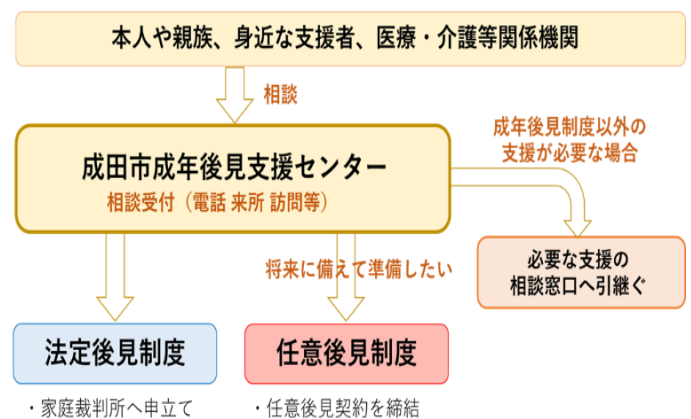 本人や親族、身近な支援者、医療・介護等関係機関
相談
成年後見制度以外の
支援が必要な場合
成田市成年後見支援センター
相談受付（電話 来所 訪問等）
将来に備えて準備したい
必要な支援の
相談窓口へ引継ぐ
法定後見制度
任意後見制度
・家庭裁判所へ申立て
・任意後見契約を締結